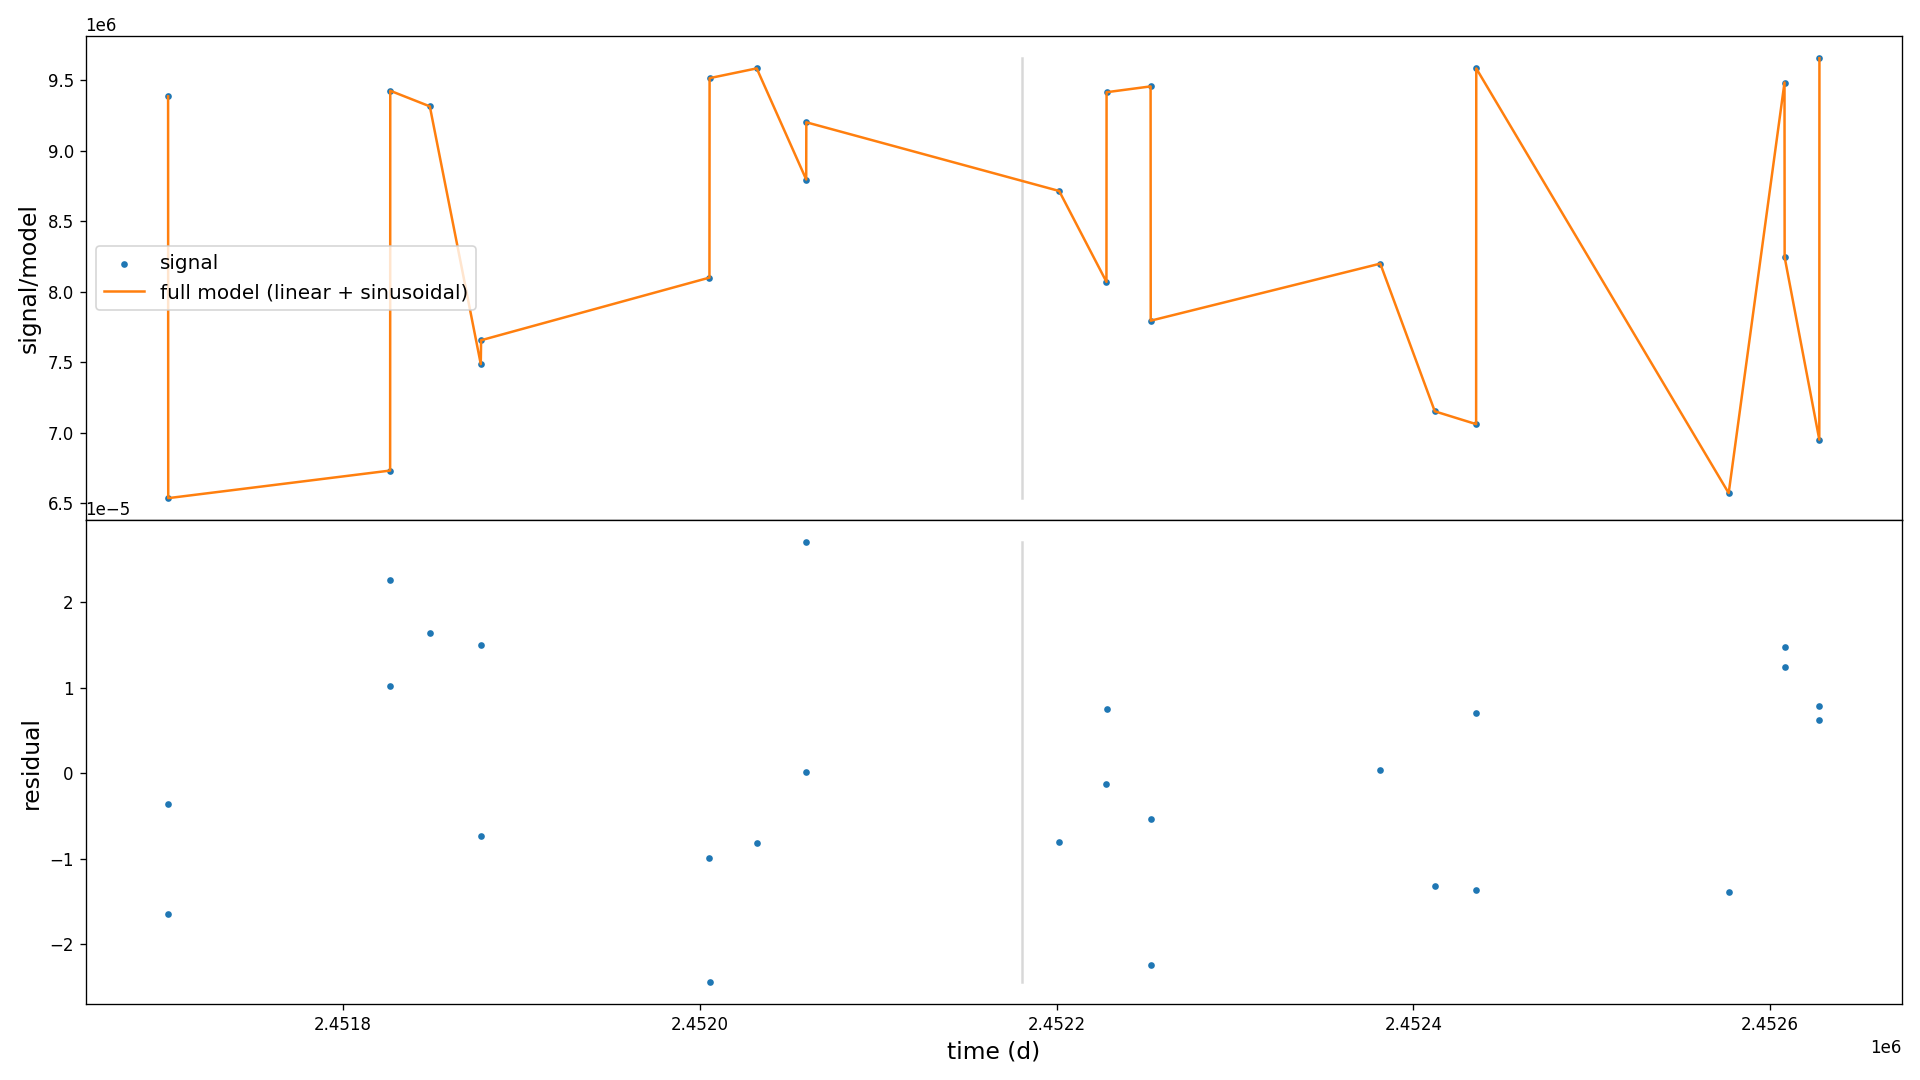 1e6
9.5
9.0
8.5
8.0
7.5
7.0
6.5
signal/model
signal
full model (linear + sinusoidal)
1e−5
2
1
0
−1
−2
residual
2.4518
2.4520
2.4522
2.4524
2.4526
time (d)
1e6